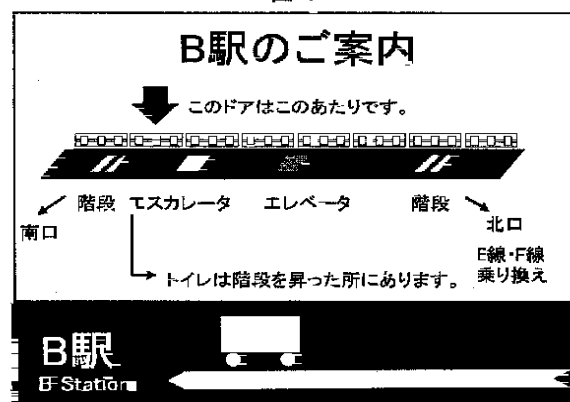 B駅のご案内
このドアはこのあたりです。
階段 エスカレータ エレベータ 階段
南口 北口
E線・F線
乗り換え
トイレは階段を昇った所にあります。
B駅
B Station